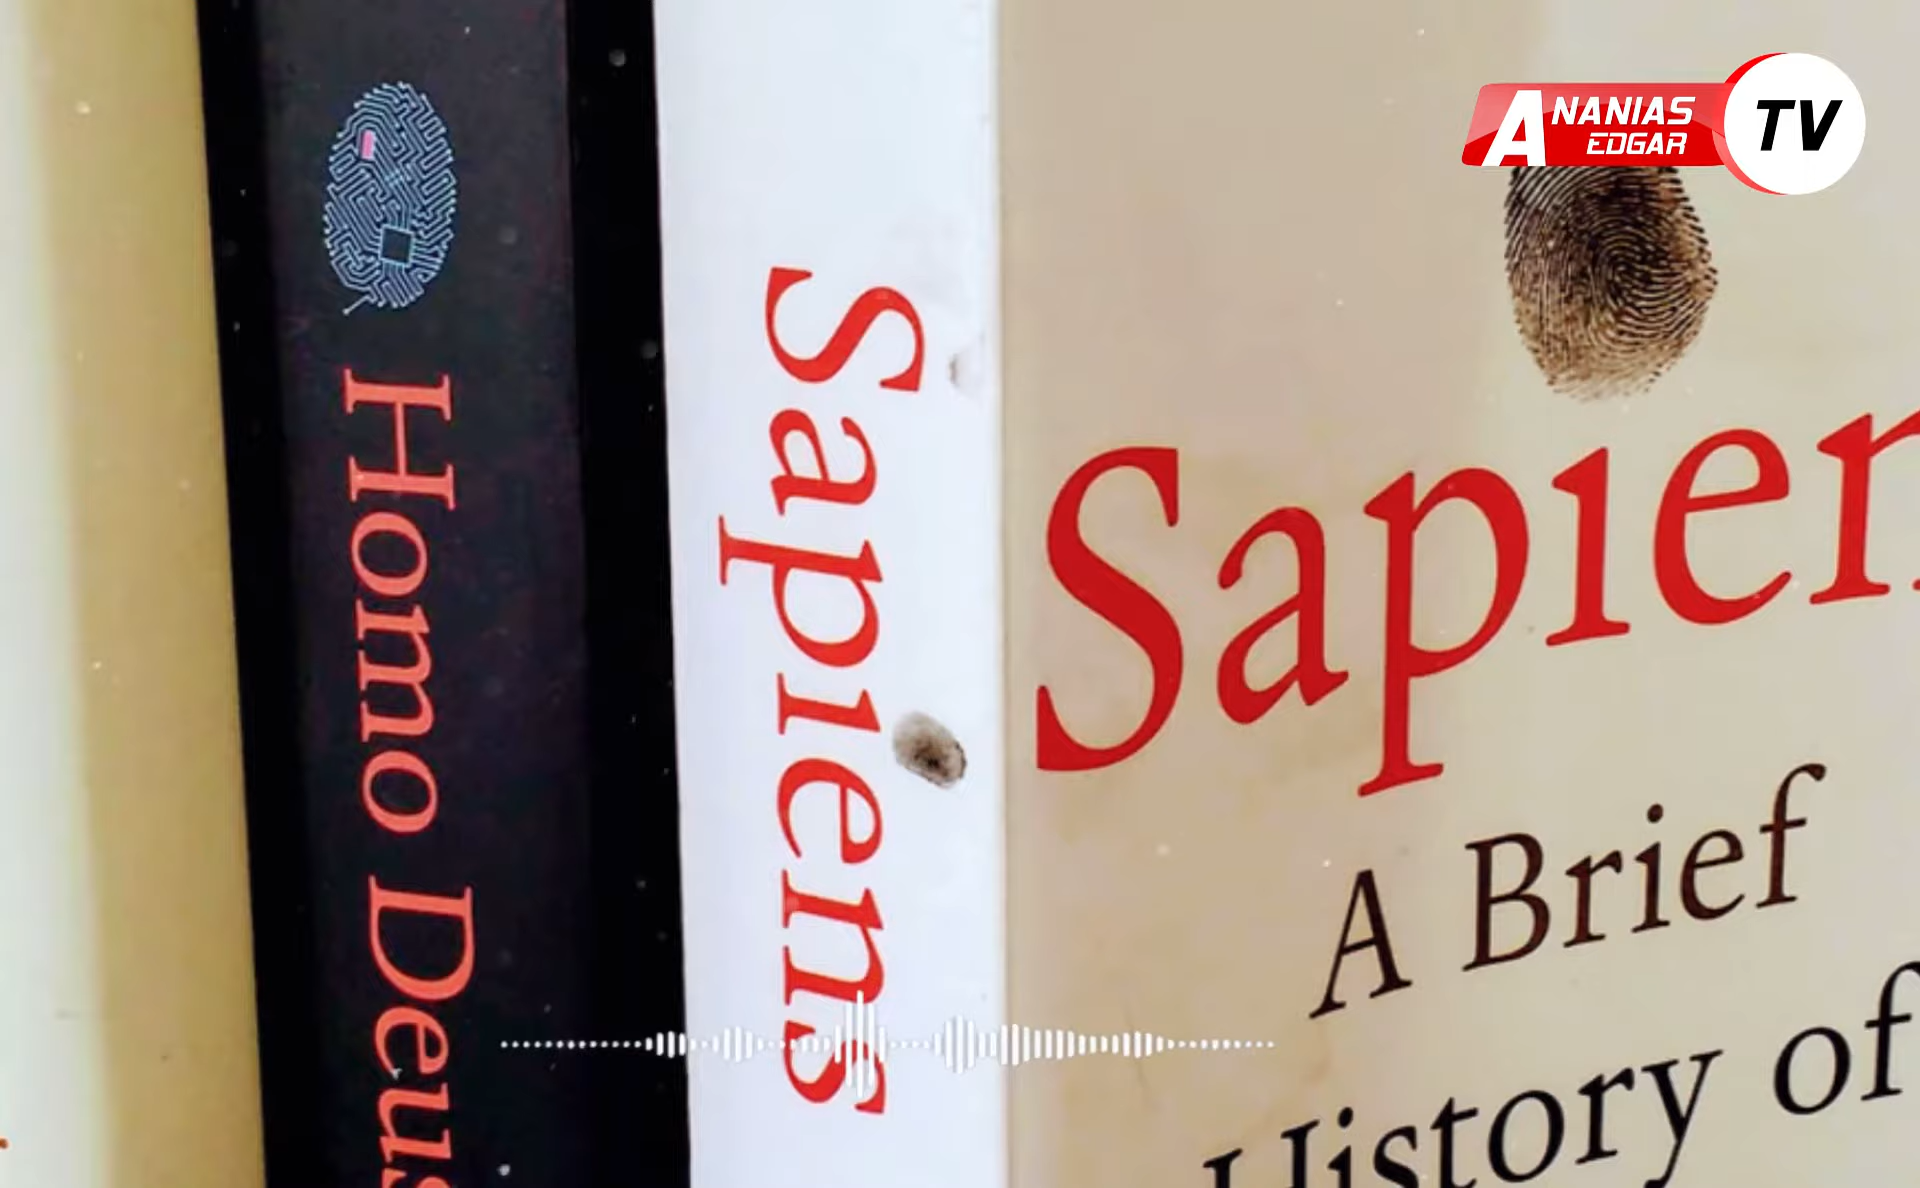 ANANIAS
EDGAR
TV
Homo Deus
Sapiens
Sapien
A Brief
History of